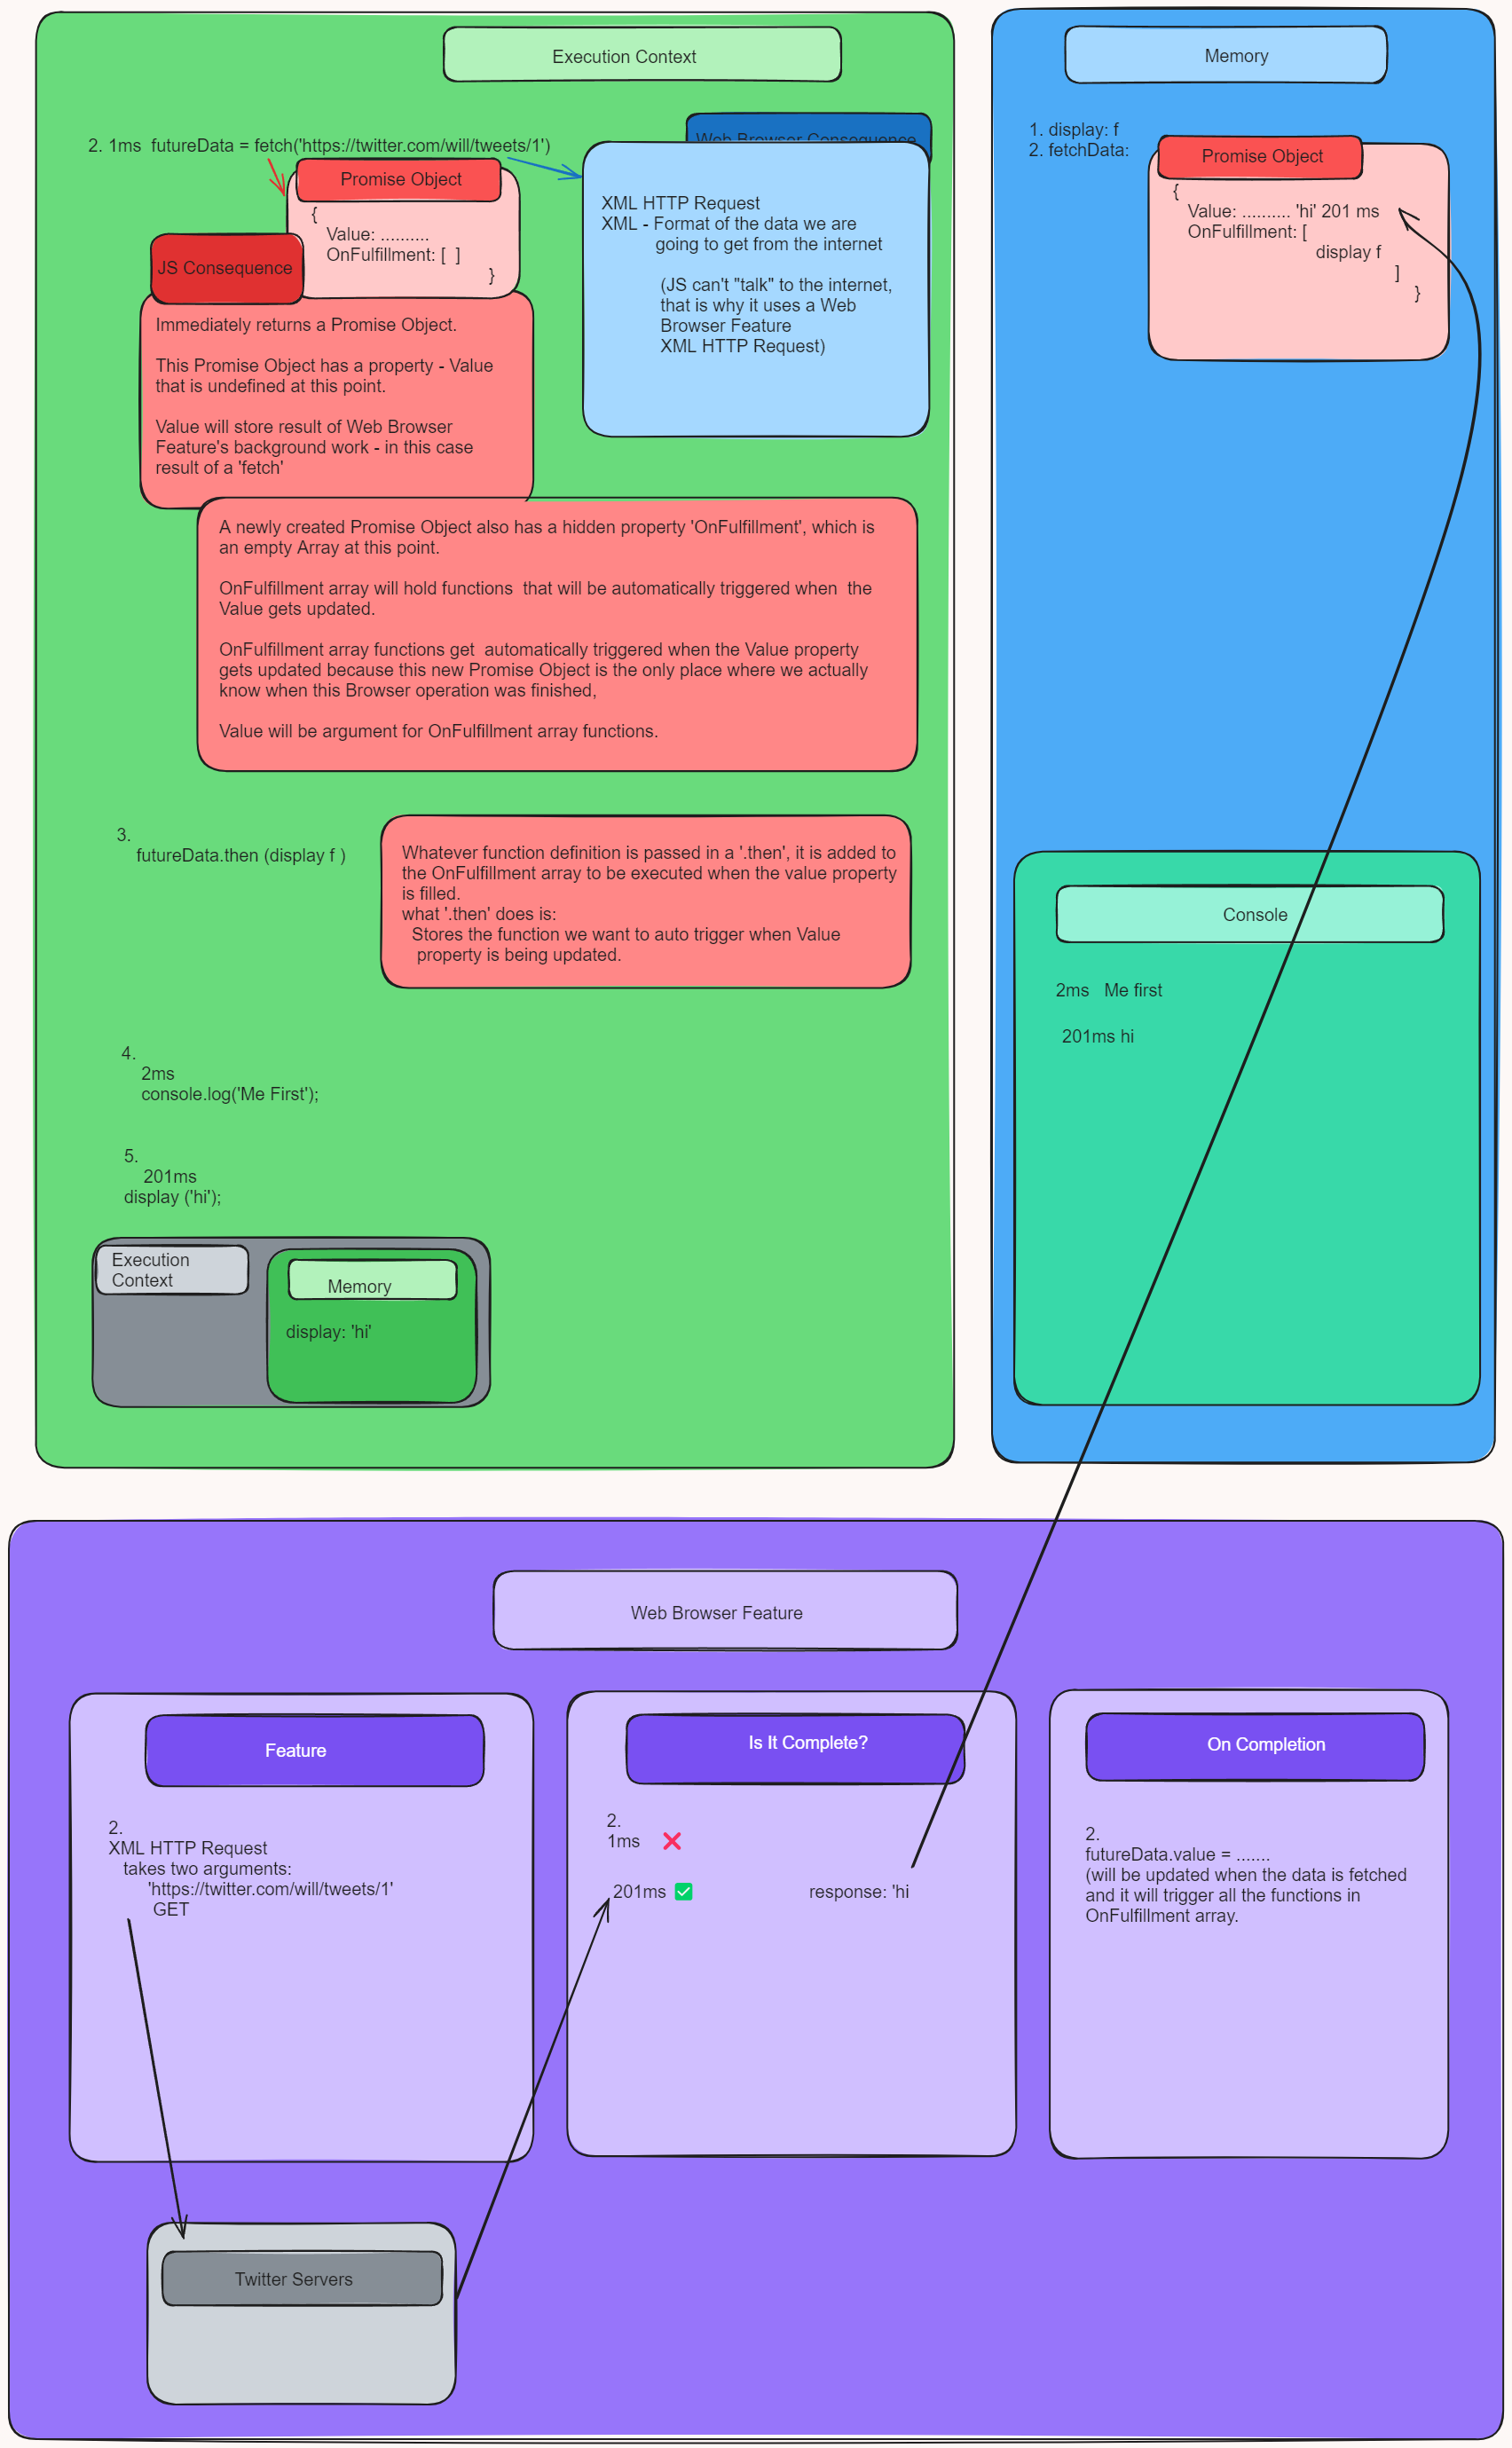 Execution Context
2. 1ms  futureData = fetch('https://twitter.com/will/tweets/1')
Promise Object
{
Value: ..........
OnFulfillment: [  ]
}
JS Consequence
Immediately returns a Promise Object.
This Promise Object has a property - Value
that is undefined at this point.
Value will store result of Web Browser
Feature's background work - in this case
result of a 'fetch'
Web Browser Consequence
XML HTTP Request
XML - Format of the data we are
going to get from the internet
(JS can't "talk" to the internet,
that is why it uses a Web
Browser Feature
XML HTTP Request)
A newly created Promise Object also has a hidden property 'OnFulfillment', which is
an empty Array at this point.
OnFulfillment array will hold functions  that will be automatically triggered when  the
Value gets updated.
OnFulfillment array functions get  automatically triggered when the Value property
gets updated because this new Promise Object is the only place where we actually
know when this Browser operation was finished,
Value will be argument for OnFulfillment array functions.
3.
futureData.then (display f )
Whatever function definition is passed in a '.then', it is added to
the OnFulfillment array to be executed when the value property
is filled.
what '.then' does is:
Stores the function we want to auto trigger when Value
property is being updated.
4.
2ms
console.log('Me First');
5.
201ms
display ('hi');
Execution
Context
Memory
display: 'hi'
Memory
1. display: f
2. fetchData:
Promise Object
{
Value: .......... 'hi' 201 ms
OnFulfillment: [
display f
]
}
Console
2ms   Me first
201ms hi
Web Browser Feature
Feature
2.
XML HTTP Request
takes two arguments:
'https://twitter.com/will/tweets/1'
GET
Is It Complete?
2.
1ms ❌
201ms ✅ response: 'hi
On Completion
2.
futureData.value = .......
(will be updated when the data is fetched
and it will trigger all the functions in
OnFulfillment array.
Twitter Servers